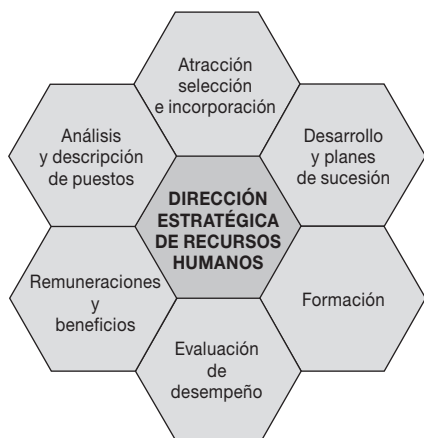 Atracción
selección
e incorporación
Análisis
y descripción
de puestos
Desarrollo
y planes
de sucesión
DIRECCIÓN
ESTRATÉGICA
DE RECURSOS
HUMANOS
Remuneraciones
y
beneficios
Formación
Evaluación
de
desempeño